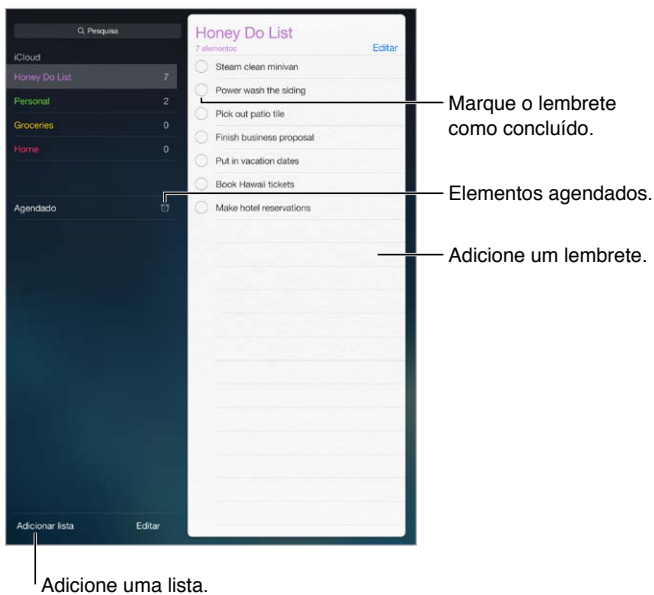 Pesquisa
iCloud
Honey Do List 7
Personal 2
Groceries 0
Home 0
Agendado
Adicionar lista Editar
Honey Do List
7 elementos Editar
Steam clean minivan
Power wash the siding
Pick out patio tile
Finish business proposal
Put in vacation dates
Book Hawaii tickets
Make hotel reservations
Marque o lembrete
como concluído.
Elementos agendados.
Adicione um lembrete.
Adicione uma lista.